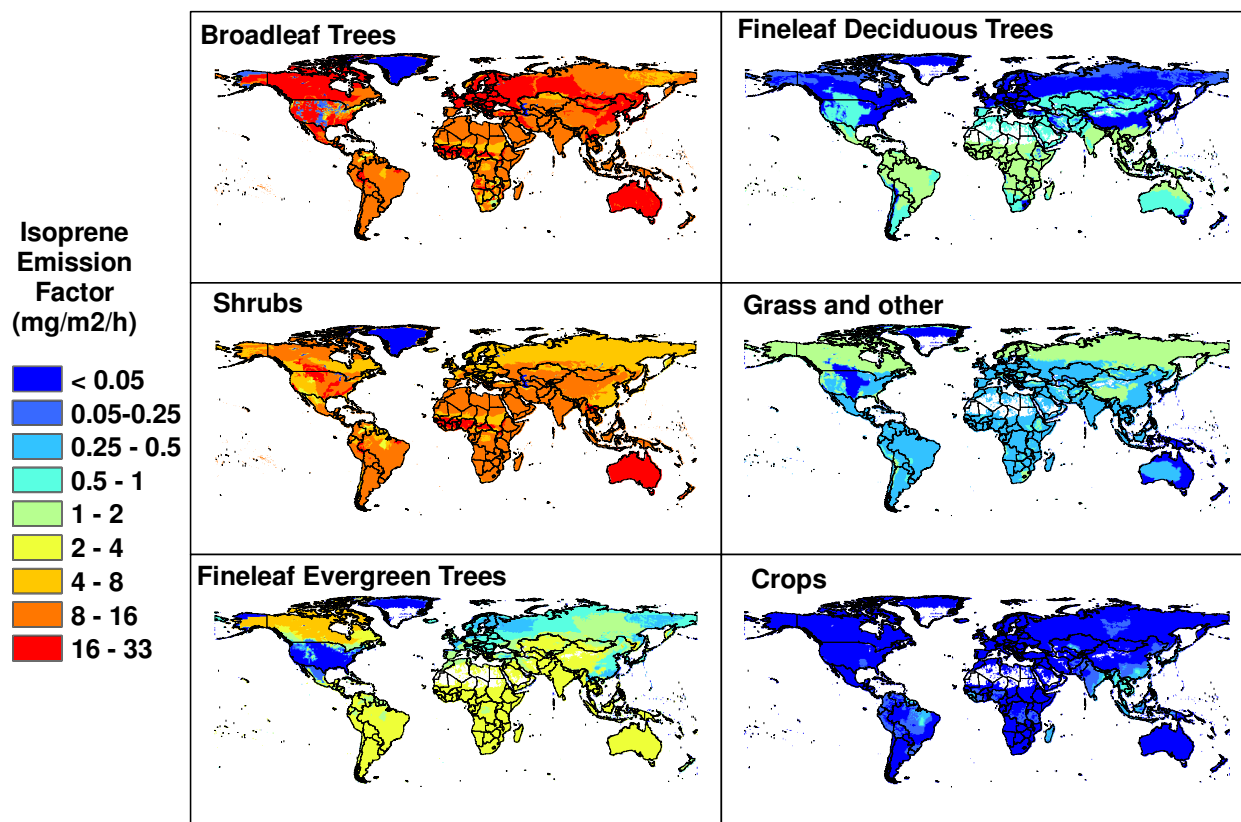 Broadleaf Trees
Fineleaf Deciduous Trees
Shrubs
Grass and other
Fineleaf Evergreen Trees
Crops
Isoprene
Emission
Factor
(mg/m2/h)
< 0.05
0.05-0.25
0.25 - 0.5
0.5 - 1
1 - 2
2 - 4
4 - 8
8 - 16
16 - 33